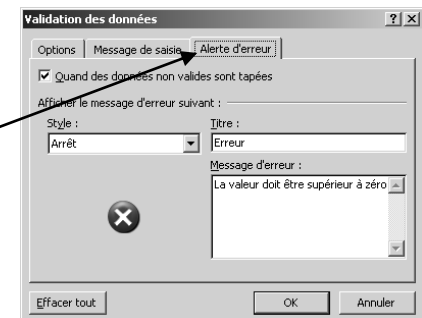 Validation des données
Options Message de saisie Alerte d'erreur
Quand des données non valides sont tapées
Afficher le message d'erreur suivant :
Style : Titre :
Arrêt Erreur
Message d'erreur :
La valeur doit être supérieur à zéro
Effacer tout OK Annuler